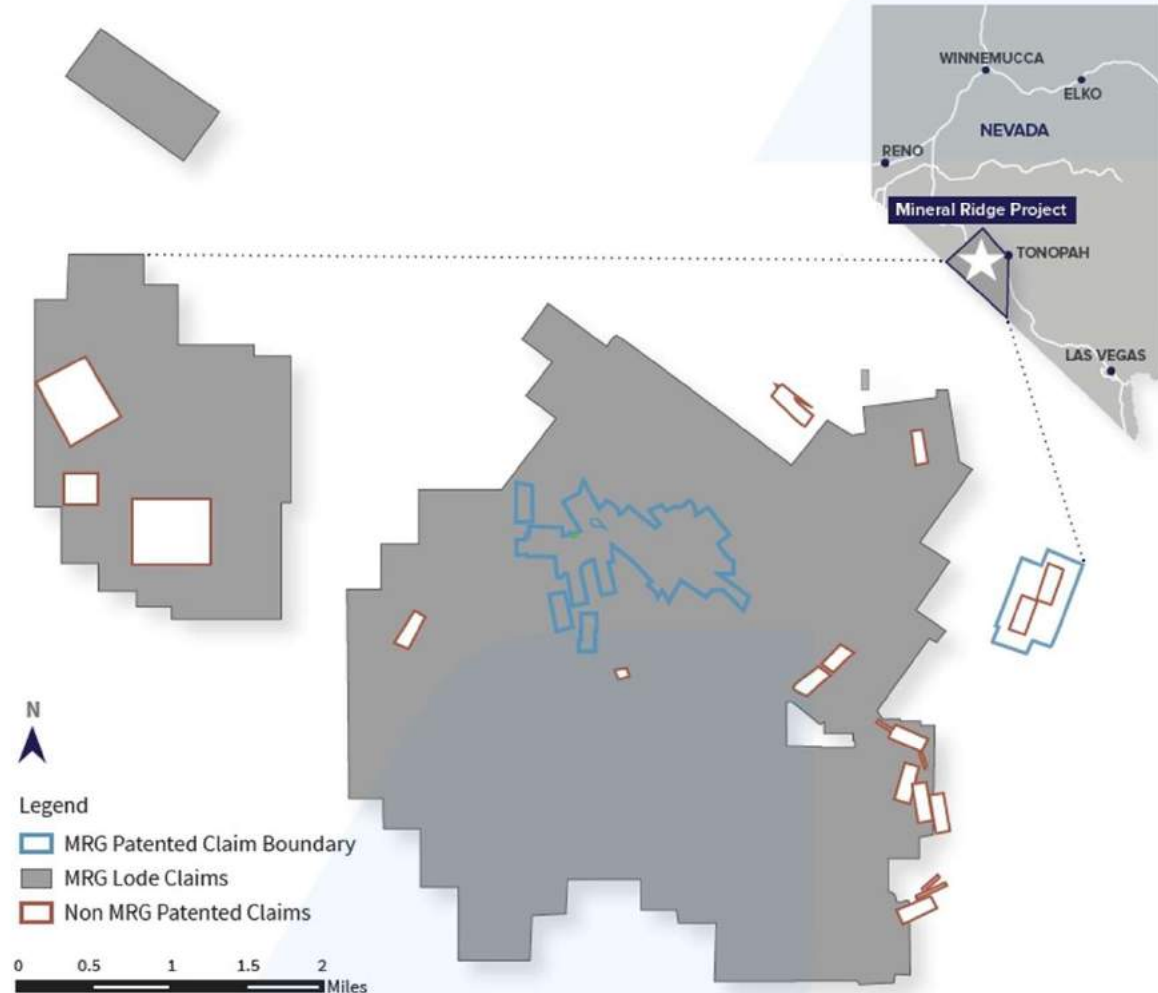 WINNEMUCCA
ELKO
NEVADA
RENO
Mineral Ridge Project
TONOPAH
LAS VEGAS
N
Legend
MRG Patented Claim Boundary
MRG Lode Claims
Non MRG Patented Claims
0 0.5 1 1.5 2
Miles